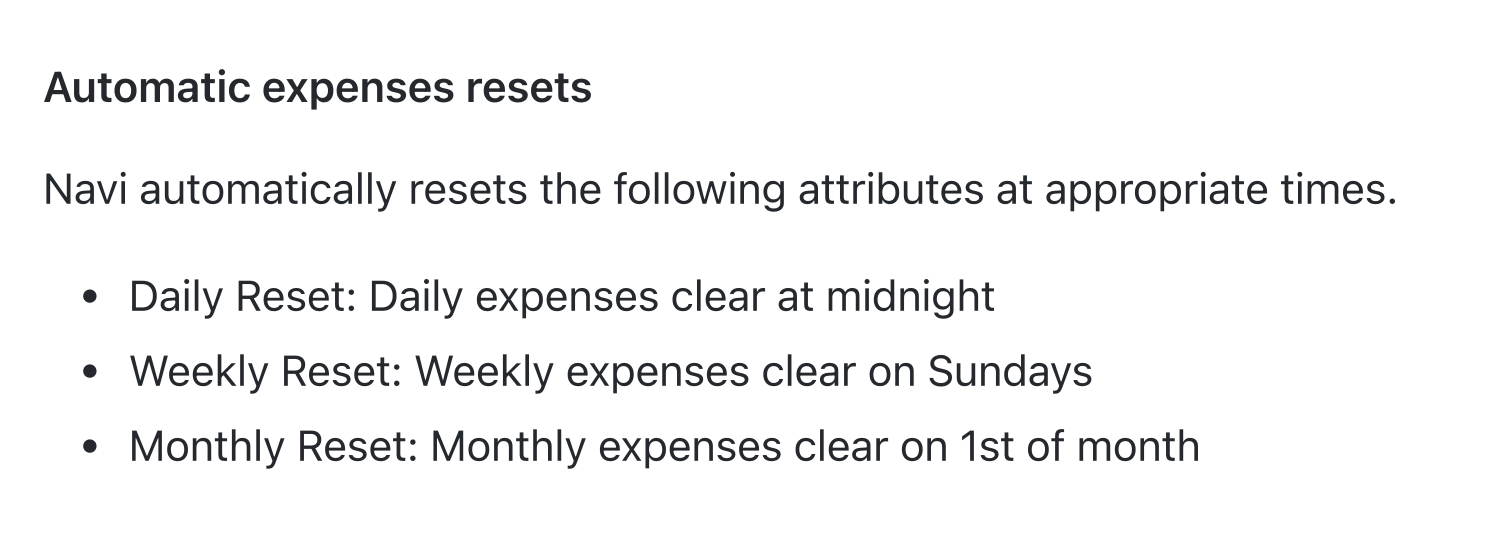 Automatic expenses resets
Navi automatically resets the following attributes at appropriate times.
• Daily Reset: Daily expenses clear at midnight
• Weekly Reset: Weekly expenses clear on Sundays
• Monthly Reset: Monthly expenses clear on 1st of month